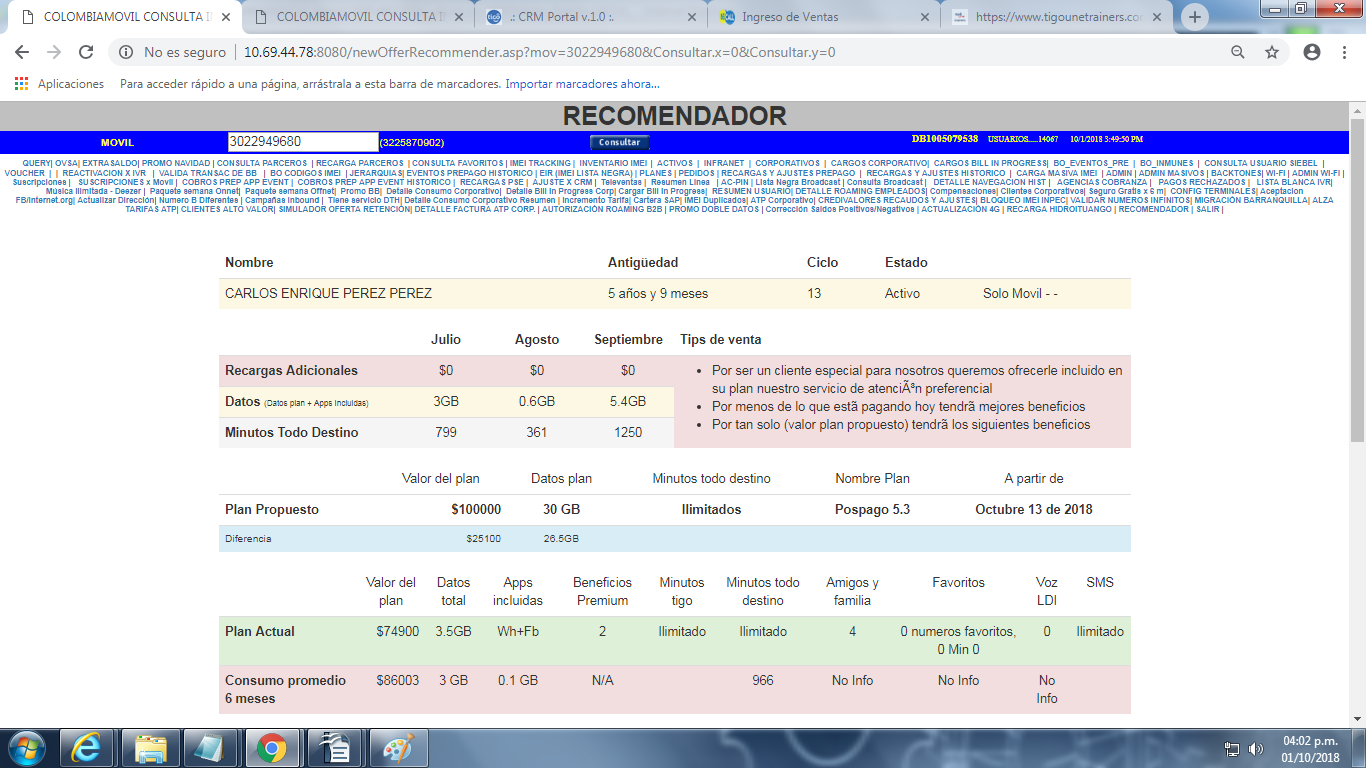 COLOMBIAMOVIL CONSULTA I
COLOMBIAMOVIL CONSULTA I
.: CRM Portal v.1.0 :.
Ingreso de Ventas
https://www.tigounetrainers.co
No es seguro
10.69.44.78:8080/newOfferRecommender.asp?mov=3022949680&Consultar.x=0&Consultar.y=0
Aplicaciones
Para acceder rápido a una página, arrástrala a esta barra de marcadores. Importar marcadores ahora...
RECOMENDADOR
MOVIL 3022949680 (3225870902) Consultar DB1005079538 USUARIOS.....14067 10/1/2018 3:49:50 PM
QUERY| OVSA| EXTRASALDO| PROMO NAVIDAD | CONSULTA PARCEROS | RECARGA PARCEROS | CONSULTA FAVORITOS | IMEI TRACKING | INVENTARIO IMEI | ACTIVOS | INFRANET | CORPORATIVOS | CARGOS CORPORATIVO| CARGOS BILL IN PROGRESS| BO_EVENTOS_PRE | BO_INMUNES | CONSULTA USUARIO SIEBEL |
VOUCHER | | REACTIVACION X IVR | VALIDA TRANSAC DE BB | BO CODIGOS IMEI | JERARQUIAS| EVENTOS PREPAGO HISTORICO | EIR (IMEI LISTA NEGRA) | PLANES | PEDIDOS | RECARGAS Y AJUSTES PREPAGO | RECARGAS Y AJUSTES HISTORICO | CARGA MASIVA IMEI | ADMIN | ADMIN MASIVOS | BACKTONES| WI-FI | ADMIN WI-FI |
Suscripciones | SUSCRIPCIONES x Movil | COBROS PREP APP EVENT | COBROS PREP APP EVENT HISTORICO | RECARGAS PSE | AJUSTE X CRM | Televentas | Resumen Linea | AC-PIN | Lista Negra Broadcast | Consulta Broadcast | DETALLE NAVEGACION HIST | AGENCIAS COBRANZA | PAGOS RECHAZADOS | LISTA BLANCA IVR|
Musica Ilimitada - Deezer | Paquete semana Onnet| Paquete semana Offnet| Promo BB| Detalle Consumo Corporativo| Detalle Bill In Progress Corp| Cargar Bill In Progress Corp| RESUMEN USUARIO| DETALLE ROAMING EMPLEADOS| Compensaciones| Clientes Corporativos| Seguro Gratis x 6 m| CONFIG TERMINALES| Aceptacion
FB/Internet.org| Actualizar Dirección| Numero B Diferentes | Campañas Inbound | Tiene servicio DTH| Detalle Consumo Corporativo Resumen | Incremento Tarifa| Cartera SAP| IMEI Duplicados| ATP Corporativo| CREDIVALORES RECAUDOS Y AJUSTES| BLOQUEO IMEI INPEC| VALIDAR NUMEROS INFINITOS| MIGRACIÓN BARRANQUILLA| ALZA
TARIFAS ATP| CLIENTES ALTO VALOR| SIMULADOR OFERTA RETENCIÓN| DETALLE FACTURA ATP CORP. | AUTORIZACIÓN ROAMING B2B | PROMO DOBLE DATOS | Corrección Saldos Positivos/Negativos | ACTUALIZACIÓN 4G | RECARGA HIDROITUANGO | RECOMENDADOR | SALIR |
Nombre Antigüedad Ciclo Estado
CARLOS ENRIQUE PEREZ PEREZ 5 años y 9 meses 13 Activo Solo Movil - -
Julio Agosto Septiembre Tips de venta
Recargas Adicionales $0 $0 $0
Datos (Datos plan + Apps Incluidas) 3GB 0.6GB 5.4GB
Minutos Todo Destino 799 361 1250
Por ser un cliente especial para nosotros queremos ofrecerle incluido en
su plan nuestro servicio de atenciÃ³n preferencial
Por menos de lo que estã pagando hoy tendrã mejores beneficios
Por tan solo (valor plan propuesto) tendrã los siguientes beneficios
Valor del plan Datos plan Minutos todo destino Nombre Plan A partir de
Plan Propuesto $100000 30 GB Ilimitados Pospago 5.3 Octubre 13 de 2018
Diferencia $25100 26.5GB
Valor del plan Datos total Apps incluidas Beneficios Premium Minutos tigo Minutos todo destino Amigos y familia Favoritos Voz LDI SMS
Plan Actual $74900 3.5GB Wh+Fb 2 Ilimitado Ilimitado 4 0 numeros favoritos, 0 Min 0 0 Ilimitado
Consumo promedio 6 meses $86003 3 GB 0.1 GB N/A 966 No Info No Info No Info
04:02 p.m.
01/10/2018